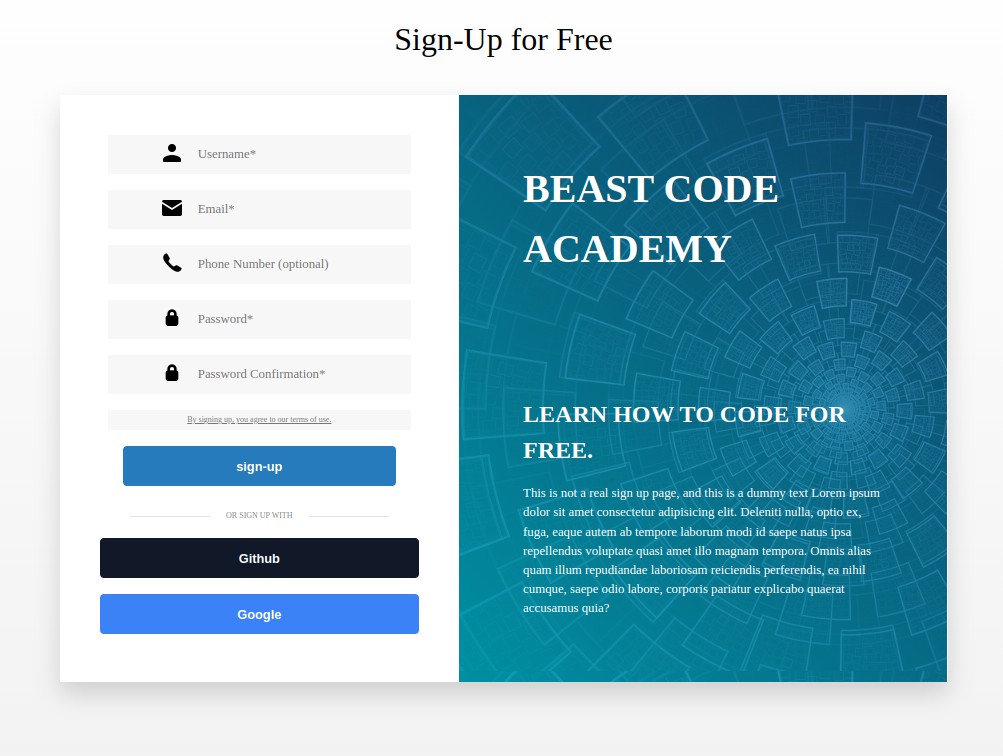 Sign-Up for Free
Username*
Email*
Phone Number (optional)
Password*
Password Confirmation*
By signing up, you agree to our terms of use.
sign-up
OR SIGN UP WITH
Github
Google
BEAST CODE
ACADEMY
LEARN HOW TO CODE FOR
FREE.
This is not a real sign up page, and this is a dummy text Lorem ipsum
dolor sit amet consectetur adipisicing elit. Deleniti nulla, optio ex,
fuga, eaque autem ab tempore laborum modi id saepe natus ipsa
repellendus voluptate quasi amet illo magnam tempora. Omnis alias
quam illum repudiandae laboriosam reiciendis perferendis, ea nihil
cumque, saepe odio labore, corporis pariatur explicabo quaerat
accusamus quia?